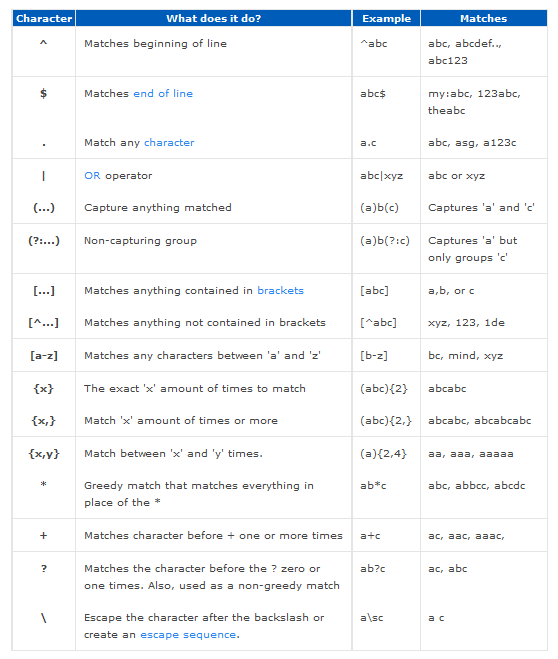 Character What does it do? Example Matches
^ Matches beginning of line ^abc abc, abcdef..,
abc123
$ Matches end of line abc$ my:abc, 123abc,
theabc
. Match any character a.c abc, asg, a123c
| OR operator abc|xyz abc or xyz
(...) Capture anything matched (a)b(c) Captures 'a' and 'c'
(?:...) Non-capturing group (a)b(?:c) Captures 'a' but
only groups 'c'
[...] Matches anything contained in brackets [abc] a,b, or c
[^...] Matches anything not contained in brackets [^abc] xyz, 123, 1de
[a-z] Matches any characters between 'a' and 'z' [b-z] bc, mind, xyz
{x} The exact 'x' amount of times to match (abc){2} abcabc
{x,} Match 'x' amount of times or more (abc){2,} abcabc, abcabcabc
{x,y} Match between 'x' and 'y' times. (a){2,4} aa, aaa, aaaaa
* Greedy match that matches everything in ab*c abc, abbcc, abcdc
place of the *
+ Matches character before + one or more times a+c ac, aac, aaac,
? Matches the character before the ? zero or ab?c ac, abc
one times. Also, used as a non-greedy match
\ Escape the character after the backslash or a\sc a c
create an escape sequence.